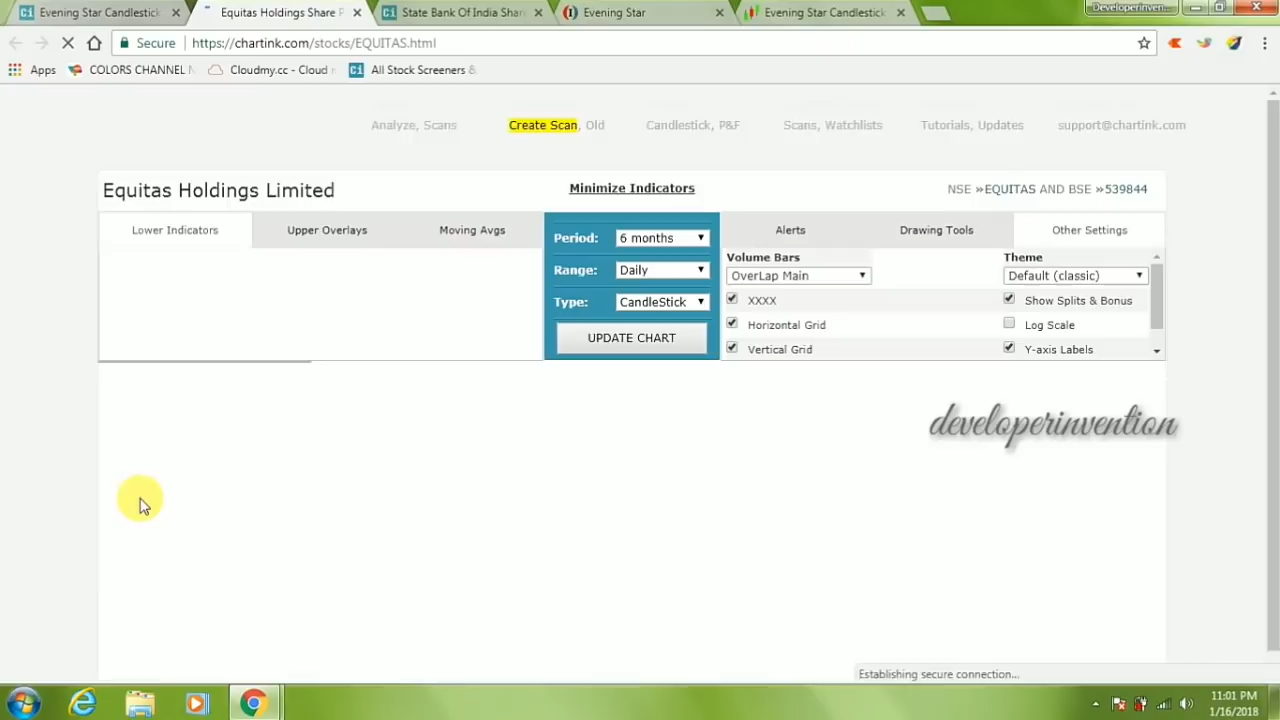 Evening Star Candlestick
Equitas Holdings Share P
State Bank Of India Shar
Evening Star
Evening Star Candlestick
Developerinven...
Secure
https://chartink.com/stocks/EQUITAS.html
Apps
COLORS CHANNEL
Cloudmy.cc - Cloud
All Stock Screeners &
Analyze, Scans
Create Scan, Old
Candlestick, P&F
Scans, Watchlists
Tutorials, Updates
support@chartink.com
Equitas Holdings Limited
Minimize Indicators
NSE »EQUITAS AND BSE »539844
Lower Indicators
Upper Overlays
Moving Avgs
Period: 6 months
Range: Daily
Type: CandleStick
UPDATE CHART
Alerts
Drawing Tools
Other Settings
Volume Bars
OverLap Main
XXXX
Horizontal Grid
Vertical Grid
Theme
Default (classic)
Show Splits & Bonus
Log Scale
Y-axis Labels
developerinvention
Establishing secure connection...
11:01 PM
1/16/2018